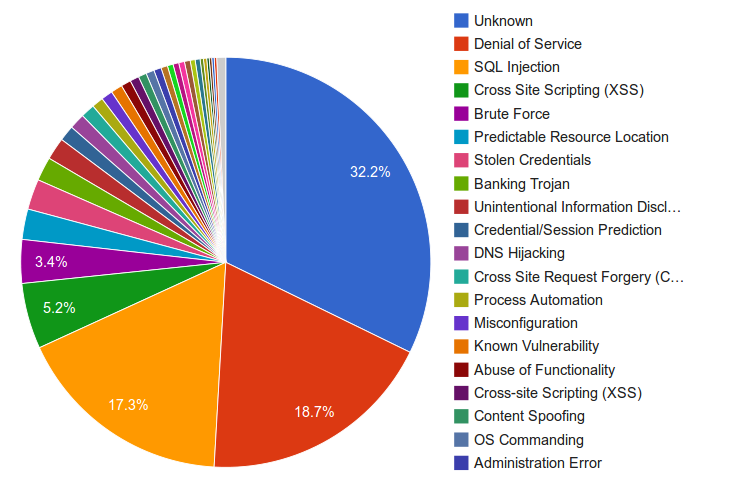 Unknown
Denial of Service
SQL Injection
Cross Site Scripting (XSS)
Brute Force
Predictable Resource Location
Stolen Credentials
Banking Trojan
Unintentional Information Discl…
Credential/Session Prediction
DNS Hijacking
Cross Site Request Forgery (C…
Process Automation
Misconfiguration
Known Vulnerability
Abuse of Functionality
Cross-site Scripting (XSS)
Content Spoofing
OS Commanding
Administration Error
32.2%
18.7%
17.3%
5.2%
3.4%